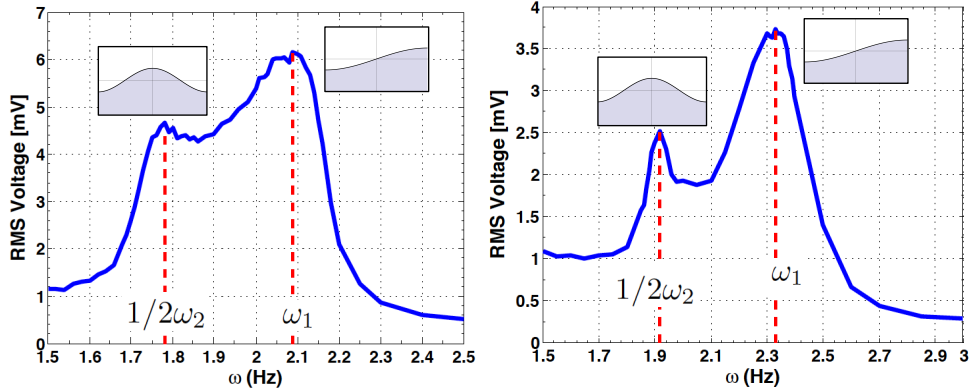 RMS Voltage [mV]
7
6
5
4
3
2
1
0
1/2ω₂
ω₁
1.5 1.6 1.7 1.8 1.9 2 2.1 2.2 2.3 2.4 2.5
ω (Hz)
RMS Voltage [mV]
4
3.5
3
2.5
2
1.5
1
0.5
0
1/2ω₂
ω₁
1.5 1.7 1.9 2.1 2.3 2.5 2.7 2.9 3
ω (Hz)